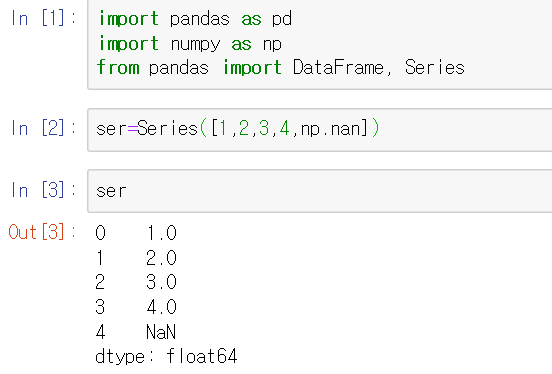 In [1]: import pandas as pd
import numpy as np
from pandas import DataFrame, Series
In [2]: ser=Series([1,2,3,4,np.nan])
In [3]: ser
Out[3]: 0    1.0
1    2.0
2    3.0
3    4.0
4    NaN
dtype: float64